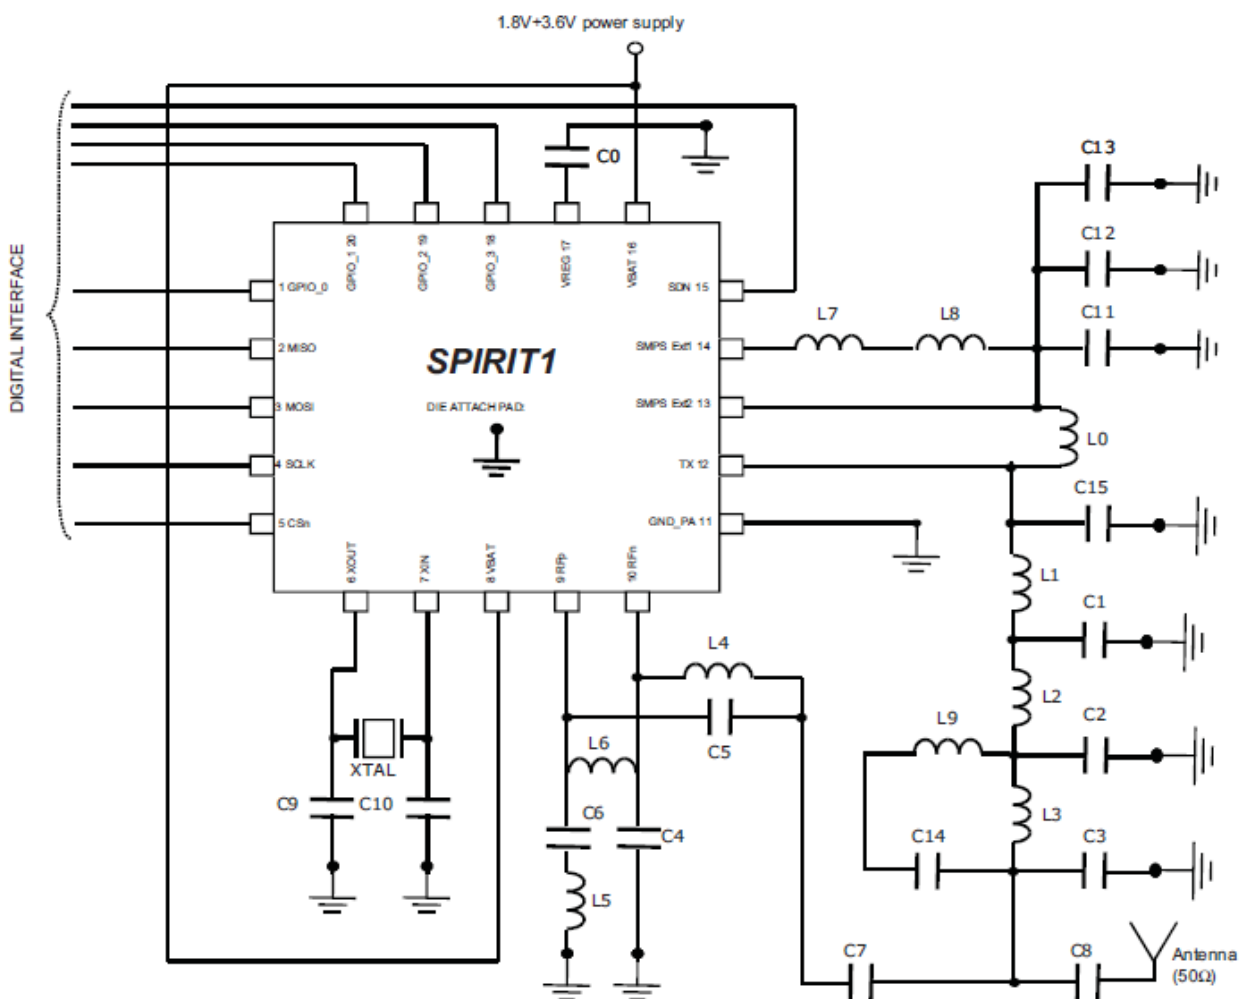 1.8V+3.6V power supply
DIGITAL INTERFACE
C0
C13
C12
C11
GPIO_1 20
GPIO_2 19
GPIO_3 18
VREG 17
VBAT 16
1 GPIO_0
SDN 15
L7
L8
2 MISO
SPIRIT1
SMPS Ext1 14
3 MOSI
DIE ATTACH PAD:
SMPS Ext2 13
L0
4 SCLK
TX 12
C15
5 CSn
GND_PA 11
6 XOUT
7 XIN
8 VBAT
9 RFp
10 RFn
L1
C1
L4
L2
C2
L9
C5
L6
XTAL
C9
C10
C6
C4
L3
C14
C3
L5
C7
C8
Antenna
(50Ω)